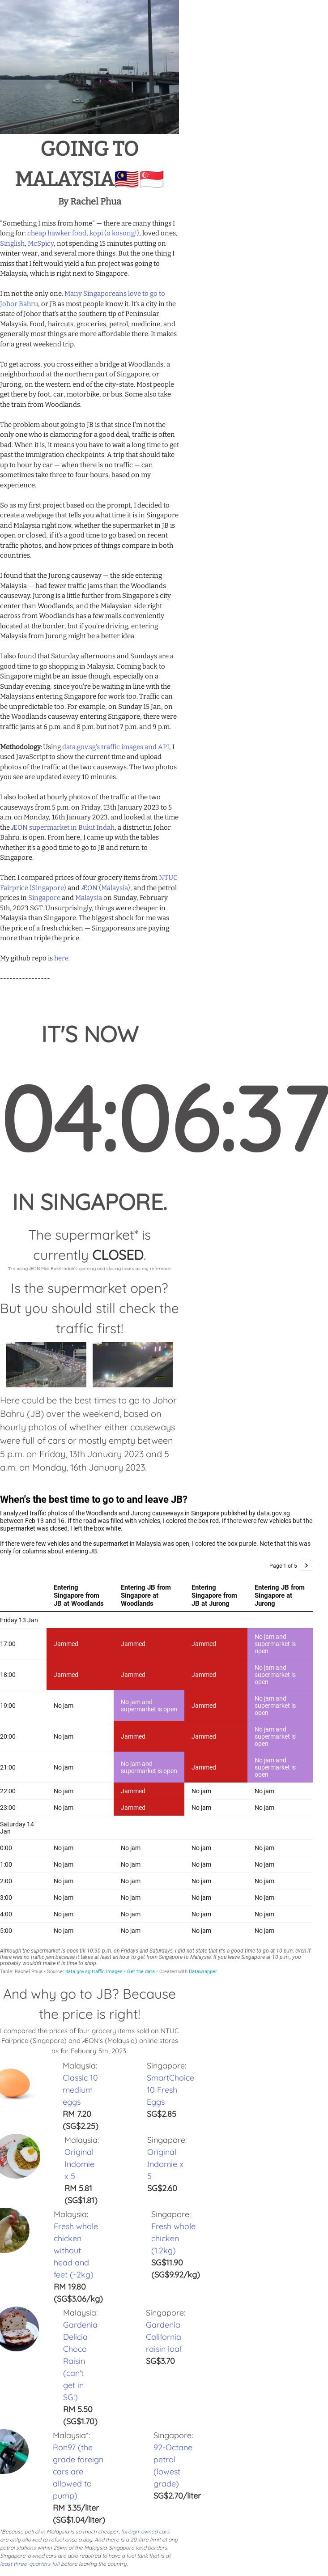 GOING TO
MALAYSIA🇲🇾🇸🇬
By Rachel Phua
"Something I miss from home" — there are many things I
long for: cheap hawker food, kopi (o kosong!), loved ones,
Singlish, McSpicy, not spending 15 minutes putting on
winter wear, and several more things. But the one thing I
miss that I felt would yield a fun project was going to
Malaysia, which is right next to Singapore.
I'm not the only one. Many Singaporeans love to go to
Johor Bahru, or JB as most people know it. It's a city in the
state of Johor that's at the southern tip of Peninsular
Malaysia. Food, haircuts, groceries, petrol, medicine, and
generally most things are more affordable there. It makes
for a great weekend trip.
To get across, you cross either a bridge at Woodlands, a
neighborhood at the northern part of Singapore, or
Jurong, on the western end of the city-state. Most people
get there by foot, car, motorbike, or bus. Some also take
the train from Woodlands.
The problem about going to JB is that since I'm not the
only one who is clamoring for a good deal, traffic is often
bad. When it is, it means you have to wait a long time to get
past the immigration checkpoints. A trip that should take
up to hour by car — when there is no traffic — can
sometimes take three to four hours, based on my
experience.
So as my first project based on the prompt, I decided to
create a webpage that tells you what time it is in Singapore
and Malaysia right now, whether the supermarket in JB is
open or closed, if it's a good time to go based on recent
traffic photos, and how prices of things compare in both
countries.
I found that the Jurong causeway — the side entering
Malaysia — had fewer traffic jams than the Woodlands
causeway. Jurong is a little further from Singapore's city
center than Woodlands, and the Malaysian side right
across from Woodlands has a few malls conveniently
located at the border, but if you're driving, entering
Malaysia from Jurong might be a better idea.
I also found that Saturday afternoons and Sundays are a
good time to go shopping in Malaysia. Coming back to
Singapore might be an issue though, especially on a
Sunday evening, since you'd be waiting in line with the
Malaysians entering Singapore for work too. Traffic can
be unpredictable too. For example, on Sunday 15 Jan, on
the Woodlands causeway entering Singapore, there were
traffic jams at 6 p.m. and 8 p.m. but not 7 p.m. and 9 p.m.
Methodology: Using data.gov.sg's traffic images and API, I
used JavaScript to show the current time and upload
photos of the traffic at the two causeways. The two photos
you see are updated every 10 minutes.
I also looked at hourly photos of the traffic at the two
causeways from 5 p.m. on Friday, 13th January 2023 to 5
a.m. on Monday, 16th January 2023, and looked at the time
the ÆON supermarket in Bukit Indah, a district in Johor
Bahru, is open. From here, I came up with the tables
whether it's good to go to JB and return to
Singapore.
Then I compared prices of four grocery items from NTUC
Fairprice (Singapore) and ÆON (Malaysia), and the petrol
prices in Singapore and Malaysia on Sunday, February
5th, 2023 SGT. Unsurprisingly, things were cheaper in
Malaysia than Singapore. The biggest shock for me was
the price of a fresh chicken — Singaporeans are paying
more than triple the price.
My github repo is here.
----------------
IT'S NOW
04:06:37
IN SINGAPORE.
The supermarket* is
currently CLOSED.
*I'm using ÆON Mall Bukit Indah's opening and closing hours as my reference.
Is the supermarket open?
But you should still check the
traffic first!
Here could be the best times to go to Johor
Bahru (JB) over the weekend, based on
hourly photos of whether either causeways
were full of cars or mostly empty between
5 p.m. on Friday, 13th January 2023 and 5
a.m. on Monday, 16th January 2023.
When's the best time to go to and leave JB?
I analyzed traffic photos of the Woodlands and Jurong causeways in Singapore published by data.gov.sg
between Feb 13 and 16. If the road was filled with vehicles, I colored the box red. If there were few vehicles but the
supermarket was closed, I left the box white.
If there were few vehicles and the supermarket in Malaysia was open, I colored the box purple. Note that this was
only for columns about entering JB.
Page 1 of 5 >
Entering Singapore from JB at Woodlands Entering JB from Singapore at Woodlands Entering Singapore from JB at Jurong Entering JB from Singapore at Jurong
Friday 13 Jan
17:00 Jammed Jammed Jammed No jam and supermarket is open
18:00 Jammed Jammed Jammed No jam and supermarket is open
19:00 No jam No jam and supermarket is open Jammed No jam and supermarket is open
20:00 No jam Jammed Jammed No jam and supermarket is open
21:00 No jam No jam and supermarket is open Jammed No jam and supermarket is open
22:00 No jam Jammed No jam No jam
23:00 No jam Jammed No jam No jam
Saturday 14 Jan
0:00 No jam No jam No jam No jam
1:00 No jam No jam No jam No jam
2:00 No jam No jam No jam No jam
3:00 No jam No jam No jam No jam
4:00 No jam No jam No jam No jam
5:00 No jam No jam No jam No jam
Although the supermarket is open till 10:30 p.m. on Fridays and Saturdays, I did not state that it's a good time to go at 10 p.m. even if
there was no traffic jam because it takes at least an hour to get from Singapore to Malaysia. If you leave Singapore at 10 p.m., you
probably wouldn't make it in time to shop.
Table: Rachel Phua • Source: data.gov.sg traffic images • Get the data • Created with Datawrapper
And why go to JB? Because
the price is right!
I compared the prices of four grocery items sold on NTUC
Fairprice (Singapore) and ÆON's (Malaysia) online stores
as for Febuary 5th, 2023.
Malaysia:
Classic 10
medium
eggs
RM 7.20
(SG$2.25)
Singapore:
SmartChoice
10 Fresh
Eggs
SG$2.85
Malaysia:
Original
Indomie
x 5
RM 5.81
(SG$1.81)
Singapore:
Original
Indomie x
5
SG$2.60
Malaysia:
Fresh whole
chicken
without
head and
feet (~2kg)
RM 19.80
(SG$3.06/kg)
Singapore:
Fresh whole
chicken
(1.2kg)
SG$11.90
(SG$9.92/kg)
Malaysia:
Gardenia
Delicia
Choco
Raisin
(can't
get in
SG!)
RM 5.50
(SG$1.70)
Singapore:
Gardenia
California
raisin loaf
SG$3.70
Malaysia*:
Ron97 (the
grade foreign
cars are
allowed to
pump)
RM 3.35/liter
(SG$1.04/liter)
Singapore:
92-Octane
petrol
(lowest
grade)
SG$2.70/liter
*Because petrol in Malaysia is so much cheaper, foreign-owned cars
are only allowed to refuel once a day. And there is a 20-litre limit at any
petrol stations within 25km of the Malaysia-Singapore land borders.
Singapore-owned cars are also required to have a fuel tank that is at
least three-quarters full before leaving the country.